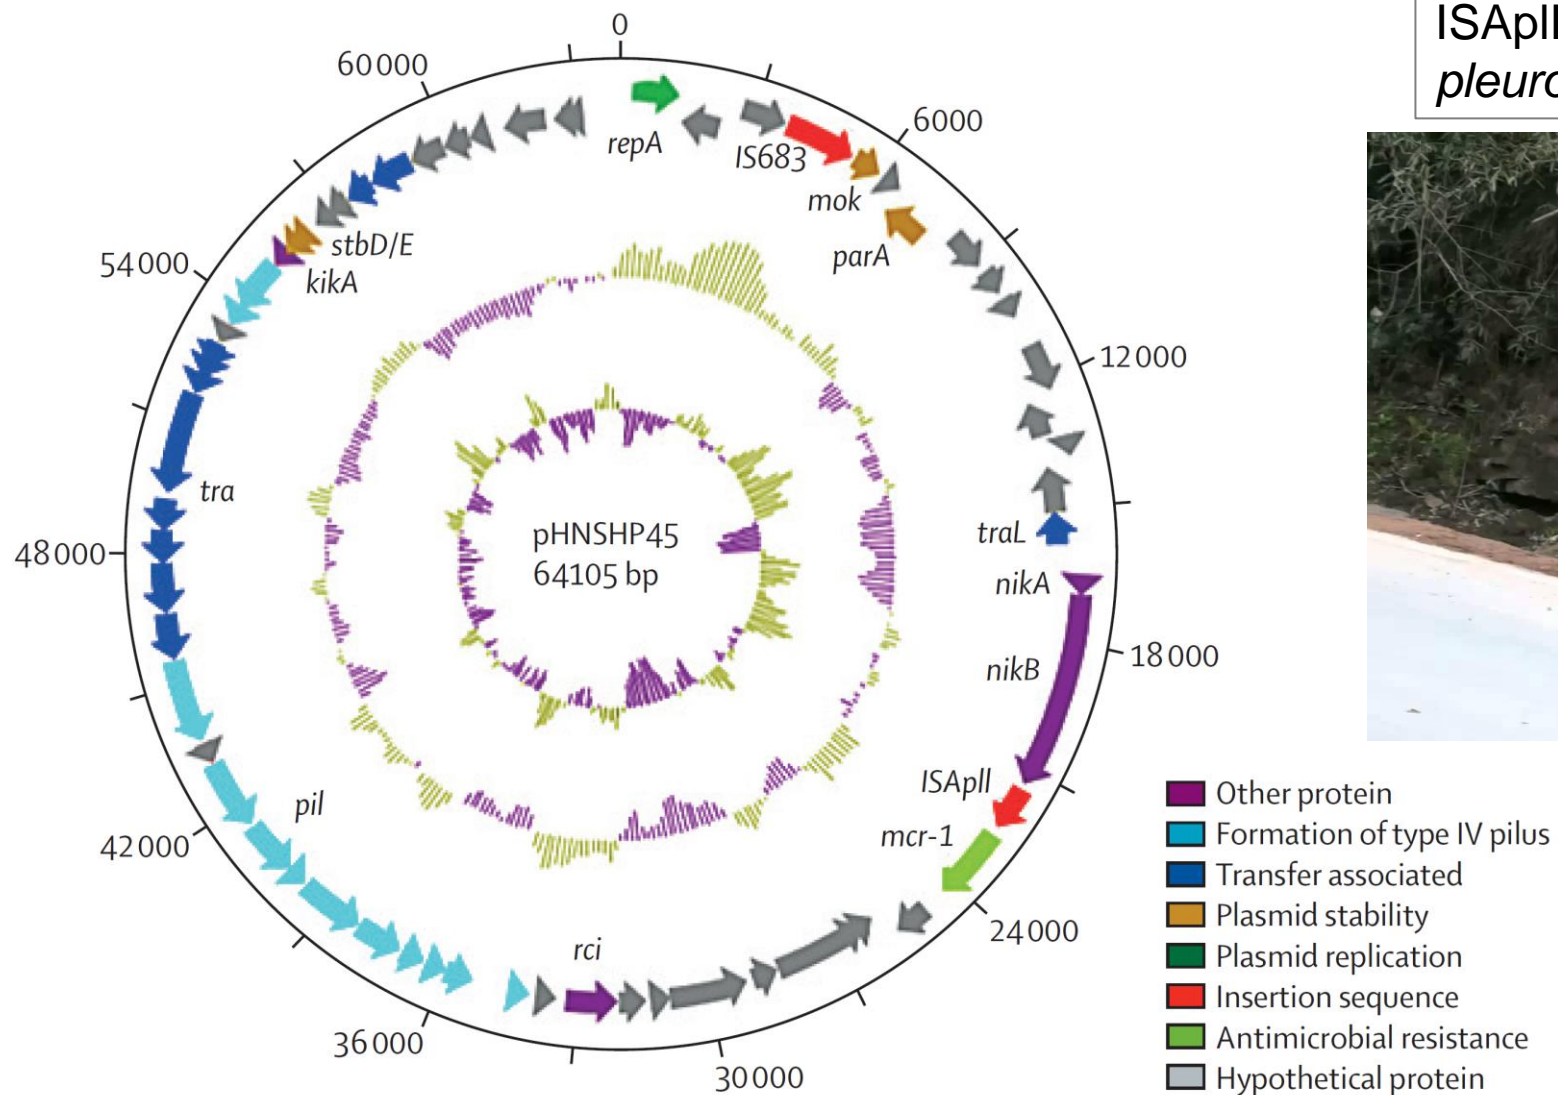 ISApll
pleuro
0
60000
6000
repA
IS683
mok
parA
stbD/E
kikA
54000
12000
tra
traL
pHNSHP45
64105 bp
48000
nikA
nikB
18000
ISApll
mcr-1
pil
42000
24000
rci
36000
30000
Other protein
Formation of type IV pilus
Transfer associated
Plasmid stability
Plasmid replication
Insertion sequence
Antimicrobial resistance
Hypothetical protein